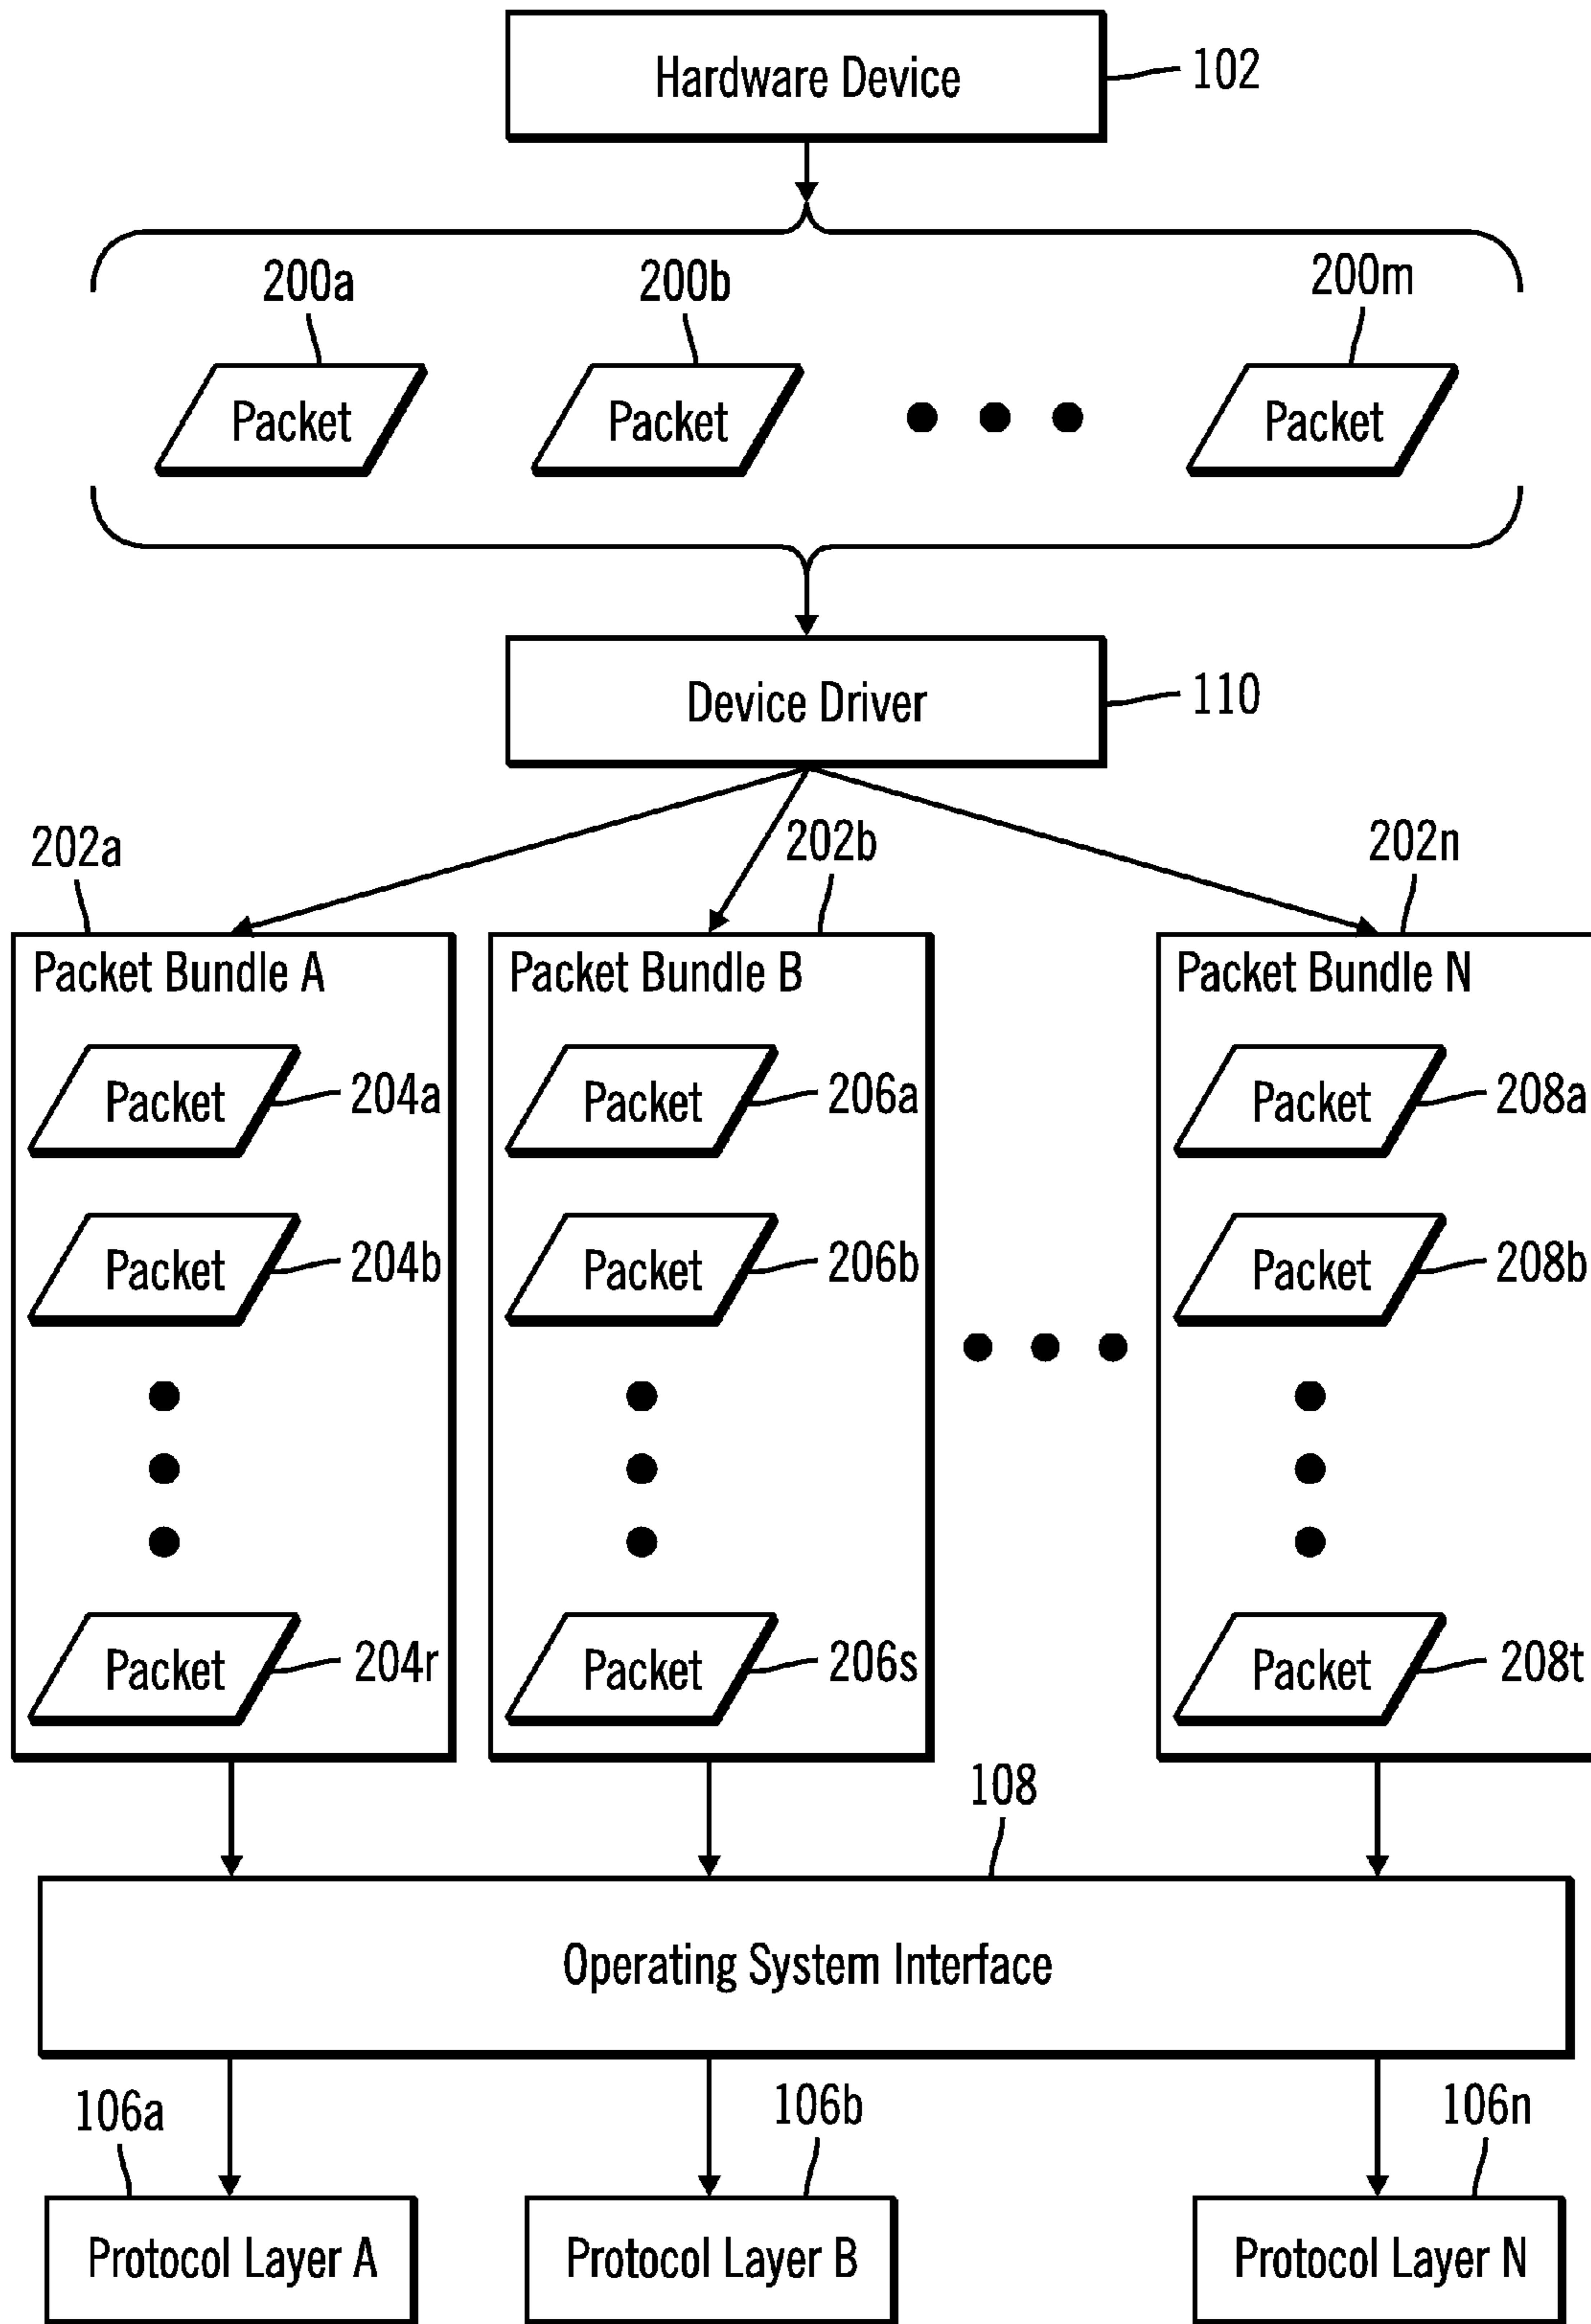 Hardware Device
102
200a
200b
200m
Packet
Packet
Packet
Device Driver
110
202a
202b
202n
Packet Bundle A
Packet Bundle B
Packet Bundle N
Packet
204a
Packet
206a
Packet
208a
Packet
204b
Packet
206b
Packet
208b
Packet
204r
Packet
206s
Packet
208t
108
Operating System Interface
106a
106b
106n
Protocol Layer A
Protocol Layer B
Protocol Layer N